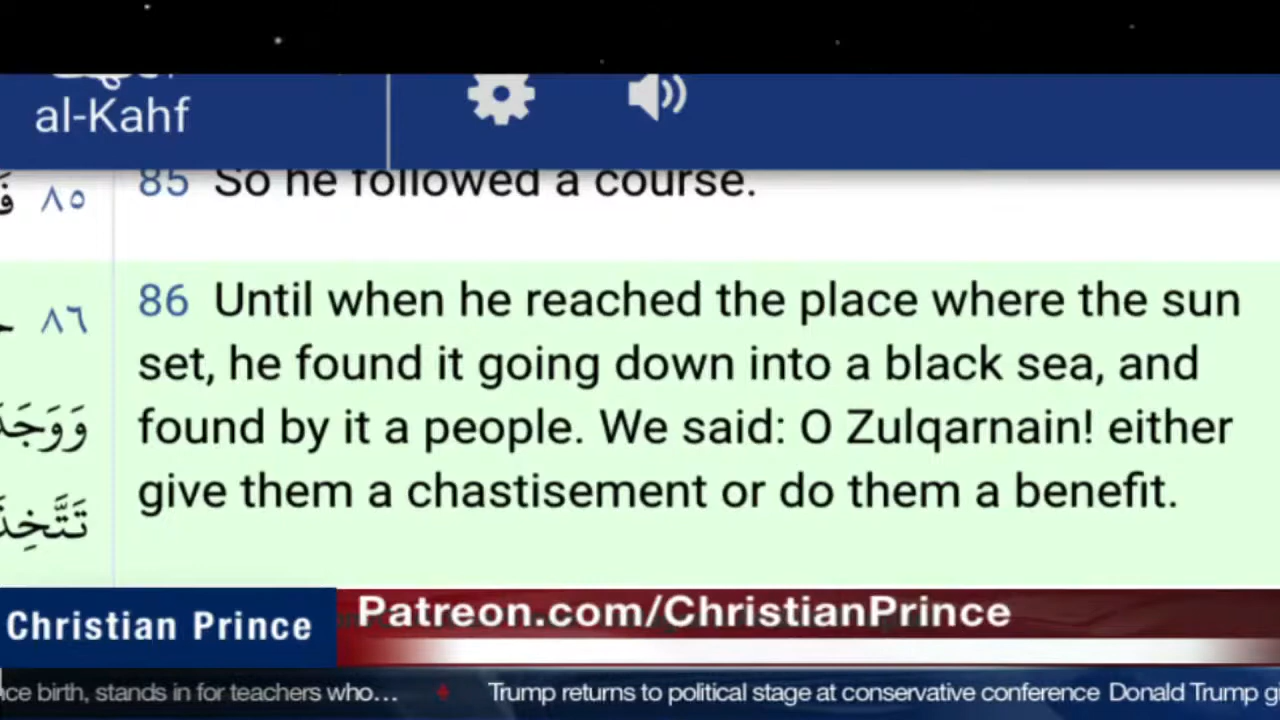 al-Kahf
٨٥ 85 So he followed a course.
٨٦ 86 Until when he reached the place where the sun
set, he found it going down into a black sea, and
found by it a people. We said: O Zulqarnain! either
give them a chastisement or do them a benefit.
Christian Prince
Patreon.com/ChristianPrince
ce birth, stands in for teachers who... Trump returns to political stage at conservative conference Donald Trump gi